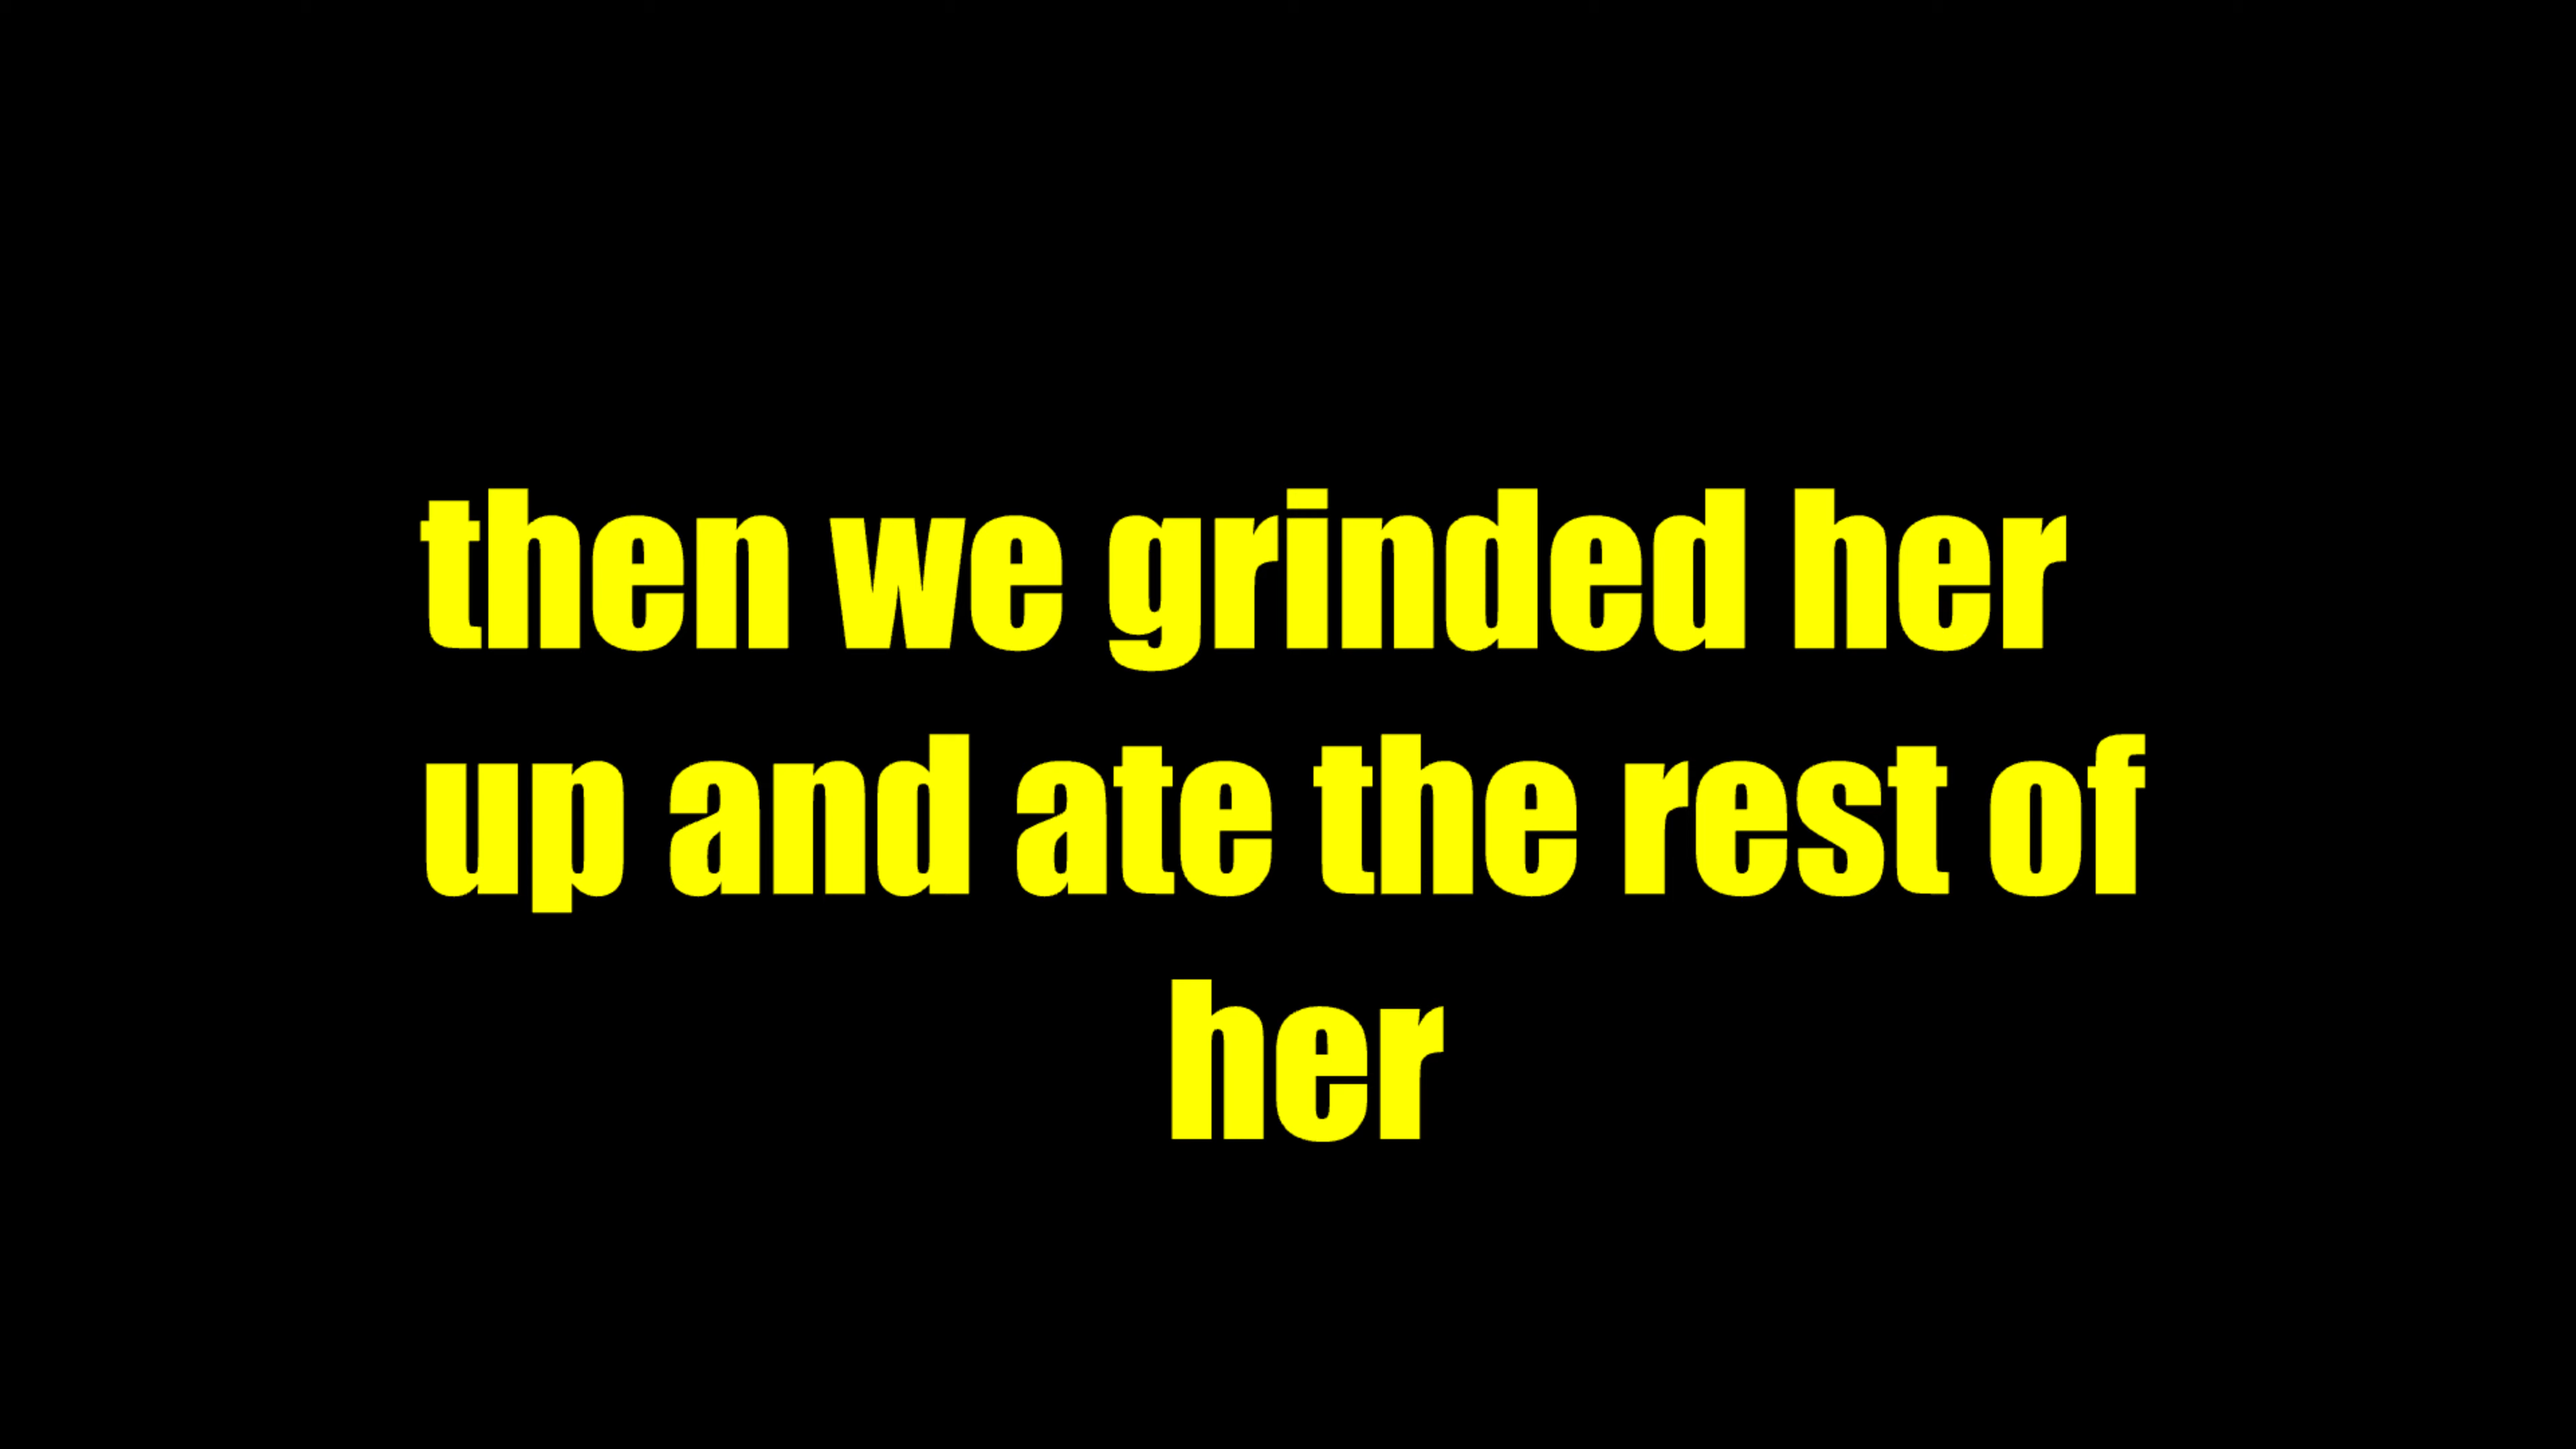 then we grinded her
up and ate the rest of
her